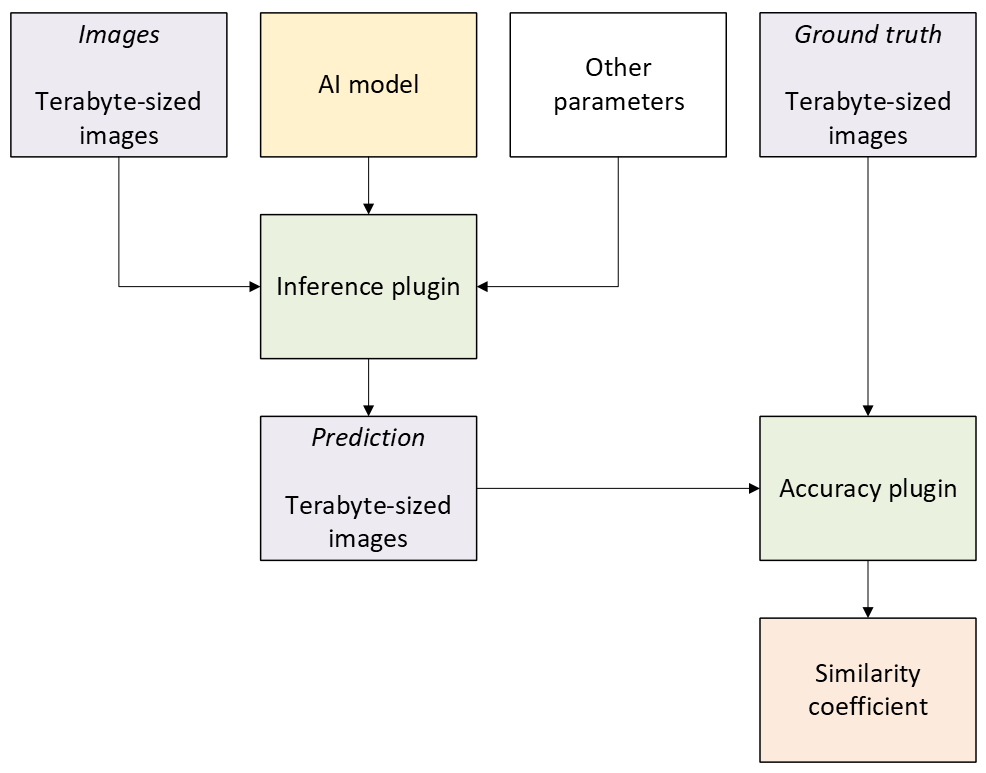 Images
Terabyte-sized
images
AI model
Other
parameters
Ground truth
Terabyte-sized
images
Inference plugin
Prediction
Terabyte-sized
images
Accuracy plugin
Similarity
coefficient